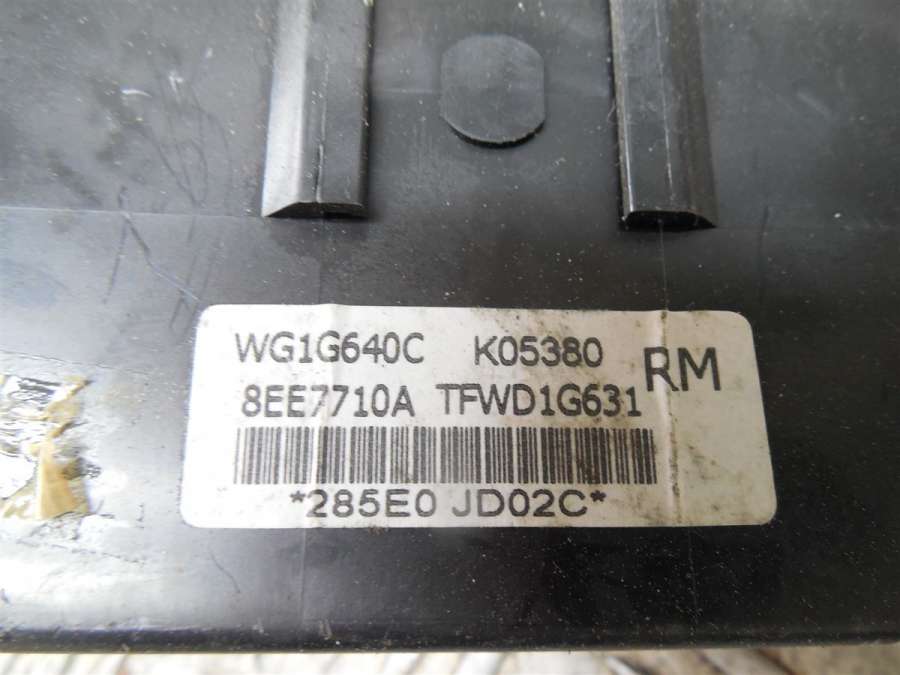 WG1G640C K05380
RM
8EE7710A TFWD1G631
*285E0 JD02C*